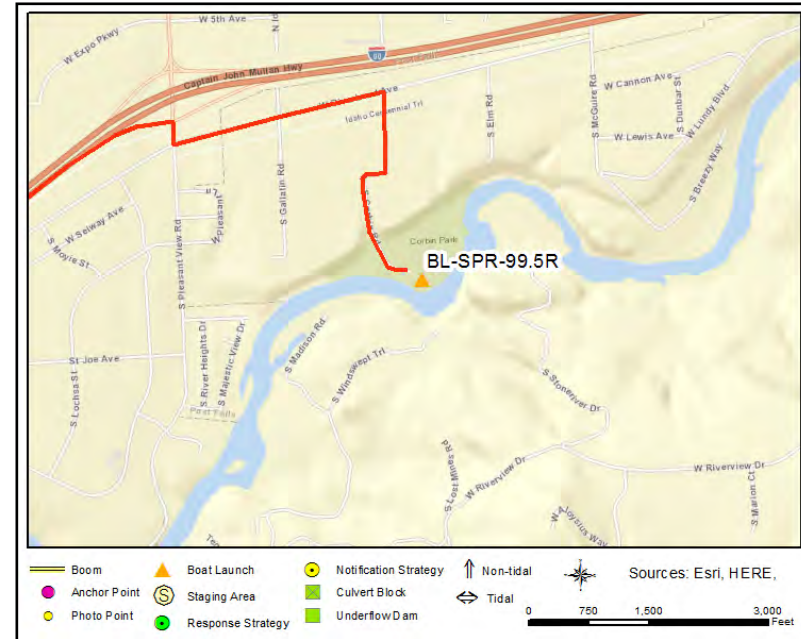 W 5th Ave
W Expo Pkwy
Captain John Mullan Hwy
90
Idaho Centennial Trl
S Elm Rd
S McGuire Rd
W Cannon Ave
S Dunbar St
W Lundy Blvd
W Lewis Ave
S Breezy Way
W Pleasant
S Gallatin Rd
W Selway Ave
S Moyie St
S Pleasant View Rd
Corbin Park
BL-SPR-99.5R
St Joe Ave
S River Heights Dr
S Majestic View Dr
S Madison Rd
S Windswept Trl
S Lochsa St
Post Falls
S Stoneriver Dr
S Lost Mines Rd
W Riverview Dr
W Riverview Dr
S Marion Ct
Boom
Boat Launch
Notification Strategy
Non-tidal
Sources: Esri, HERE,
Anchor Point
S
Staging Area
Culvert Block
Tidal
Photo Point
Response Strategy
Underflow Dam
0 750 1,500 3,000
Feet